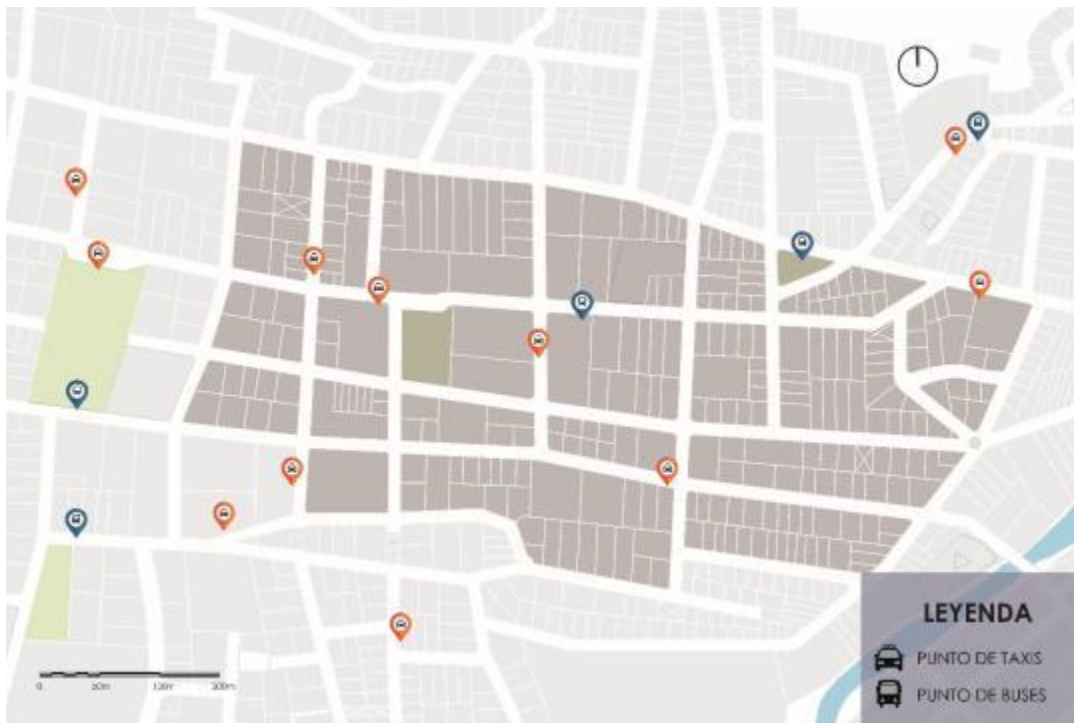 LEYENDA
PUNTO DE TAXIS
PUNTO DE BUSES
0 50m 100m 200m